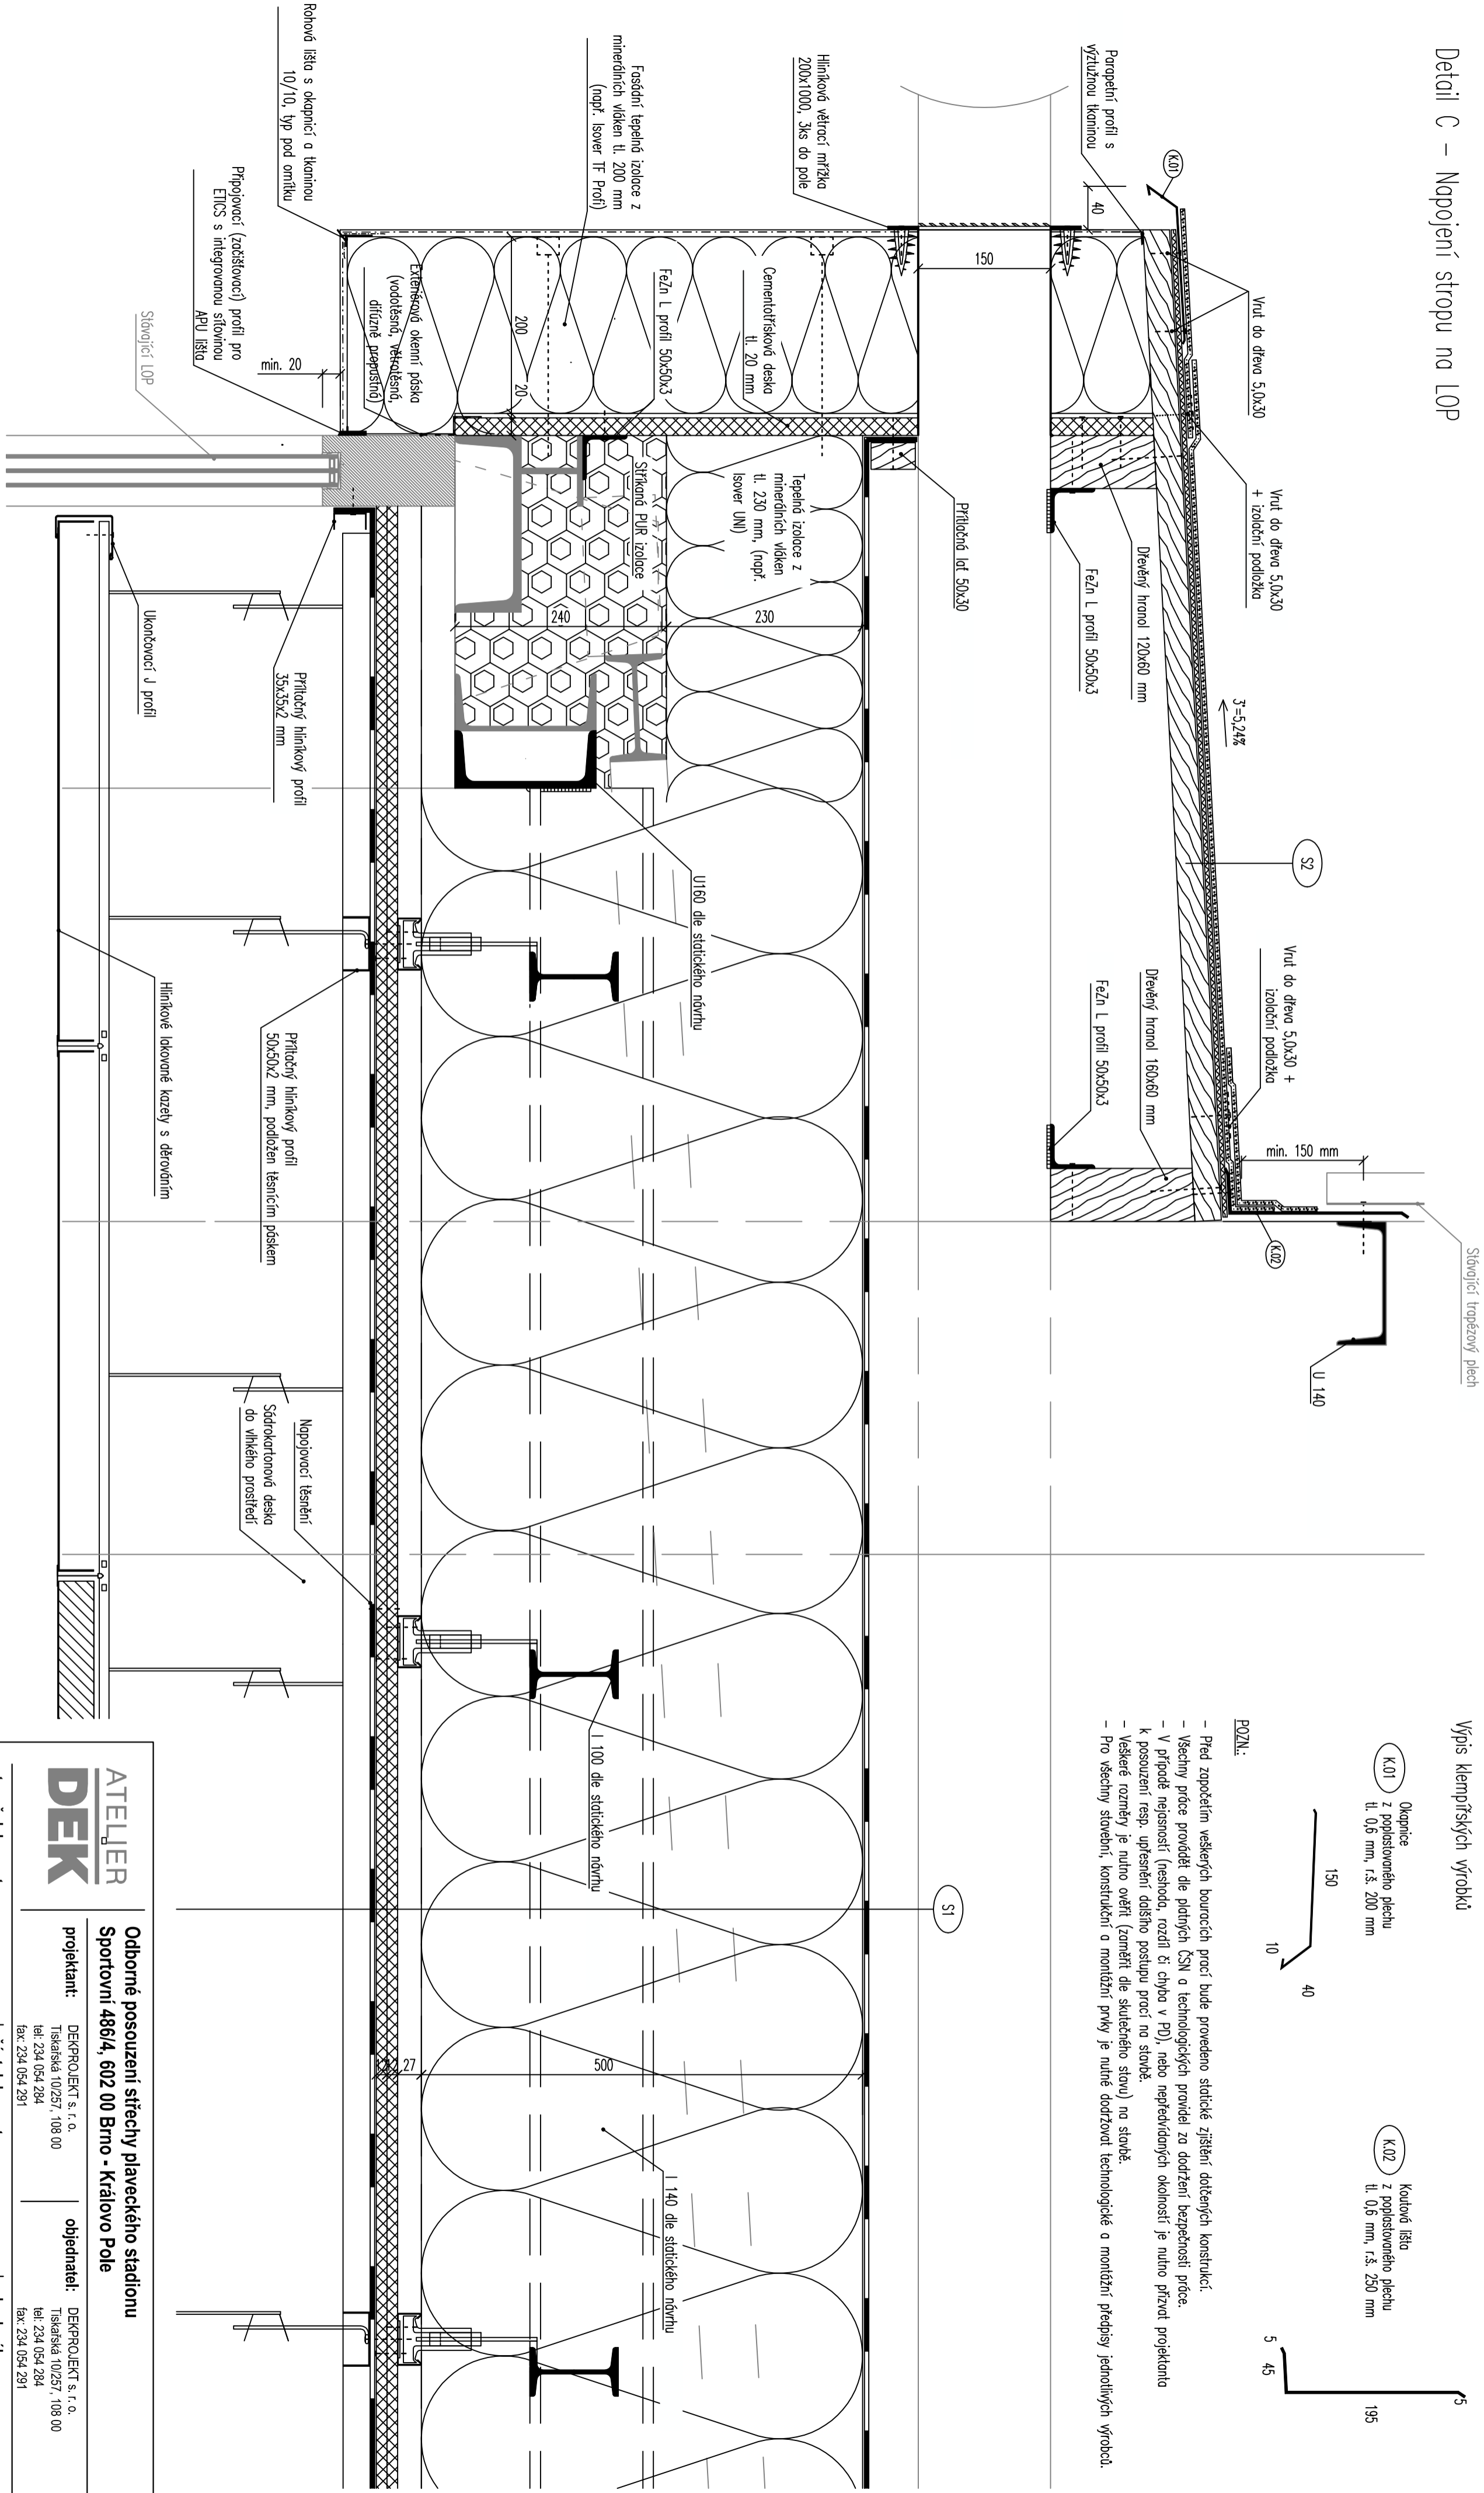 Detail C – Napojení stropu na LOP
Parapetní profil s
výztužnou tkaninou
K.01
40
Vrut do dřeva 5,0x30
Vrut do dřeva 5,0x30
+ izolační podložka
Dřevěný hranol 120x60 mm
FeZn L profil 50x50x3
3°=5,24%
S2
Vrut do dřeva 5,0x30 +
izolační podložka
Dřevěný hranol 160x60 mm
FeZn L profil 50x50x3
min. 150 mm
K.02
Stávající trapézový plech
U 140
Hliníková větrací mřížka
200x1000, 3ks do pole
150
Přítlačná lať 50x30
Fasádní tepelná izolace z
minerálních vláken tl. 200 mm
(např. Isover TF Profi)
Cementotřísková deska
tl. 20 mm
FeZn L profil 50x50x3
Tepelná izolace z
minerálních vláken
tl. 230 mm, (např.
Isover UNI)
Stříkaná PUR izolace
200
20
240
230
Exteriérová okenní páska
(vodotěsná, větrotěsná,
difúzně propustná)
Rohová lišta s okapnicí a tkaninou
10/10, typ pod omítku
Připojovací (začišťovací) profil pro
ETICS s integrovanou síťovinou
APU lišta
min. 20
Stávající LOP
Ukončovací J profil
Přítlačný hliníkový profil
35x35x2 mm
U160 dle statického návrhu
Přítlačný hliníkový profil
50x50x2 mm, podložen těsnícím páskem
Hliníkové lakované kazety s děrováním
Napojovací těsnění
Sádrokartonová deska
do vlhkého prostředí
I 100 dle statického návrhu
S1
27
500
I 140 dle statického návrhu
Výpis klempířských výrobků
K.01
Okapnice
z poplastovaného plechu
tl. 0,6 mm, r.š. 200 mm
150
10
40
K.02
Koutová lišta
z poplastovaného plechu
tl. 0,6 mm, r.š. 250 mm
5
45
195
5
POZN.:
– Před započetím veškerých bouracích prací bude provedeno statické zjištění dotčených konstrukcí.
– Všechny práce provádět dle platných ČSN a technologických pravidel za dodržení bezpečnosti práce.
– V případě nejasností (neshoda, rozdíl či chyba v PD), nebo nepředvídaných okolností je nutno přizvat projektanta
k posouzení resp. upřesnění dalšího postupu prací na stavbě.
– Veškeré rozměry je nutno ověřit (zaměřit dle skutečného stavu) na stavbě.
– Pro všechny stavební, konstrukční a montážní prvky je nutné dodržovat technologické a montážní předpisy jednotlivých výrobců.
ATELIER
DEK
Odborné posouzení střechy plaveckého stadionu
Sportovní 486/4, 602 00 Brno - Královo Pole
projektant:
DEKPROJEKT s. r. o.
Tiskařská 10/257, 108 00
tel: 234 054 284
fax: 234 054 291
objednatel:
DEKPROJEKT s. r. o.
Tiskařská 10/257, 108 00
tel: 234 054 284
fax: 234 054 291